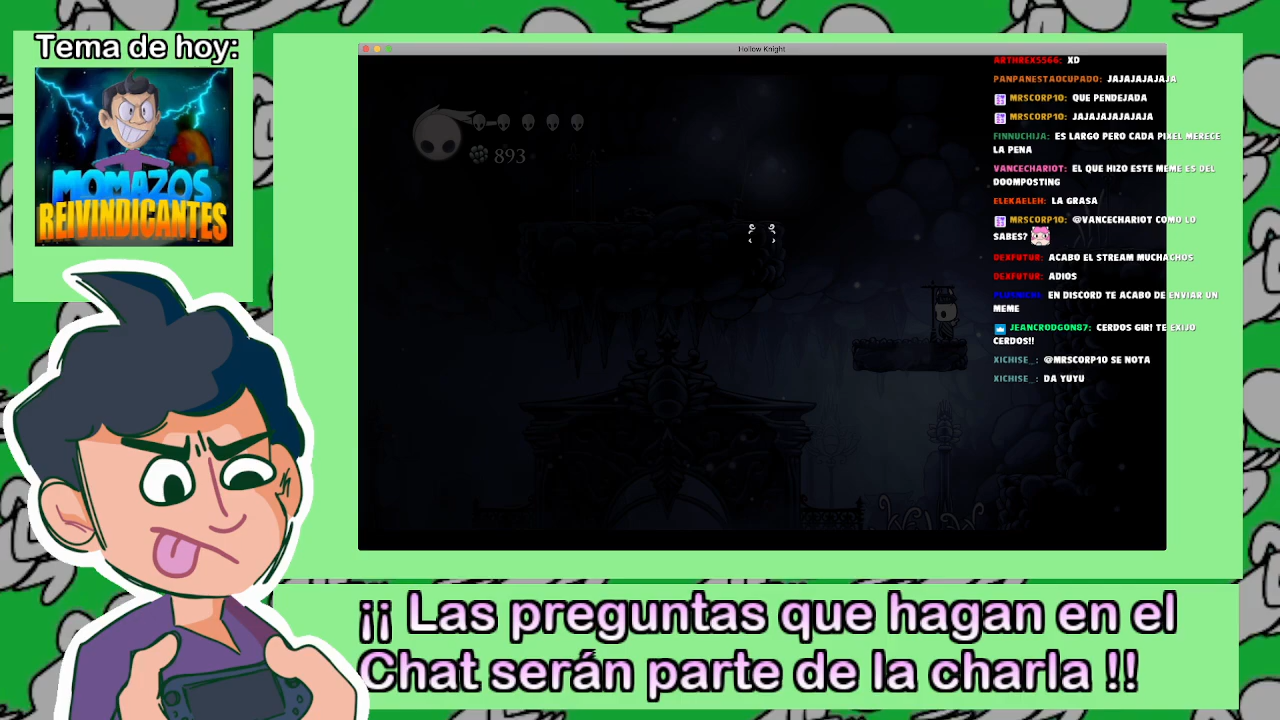 Tema de hoy:
MOMAZOS
REIVINDICANTES
Hollow Knight
893
ARTHREX5566: XD
PANPANESTAOCUPADO: JAJAJAJAJAJA
MRSCORP10: QUE PENDEJADA
MRSCORP10: JAJAJAJAJAJAJA
FINNUCHIJA: ES LARGO PERO CADA PIXEL MERECE
LA PENA
VANCECHARIOT: EL QUE HIZO ESTE MEME ES DEL
DOOMPOSTING
ELEKAELEH: LA GRASA
MRSCORP10: @VANCECHARIOT COMO LO
SABES?
DEXFUTUR: ACABO EL STREAM MUCHACHOS
DEXFUTUR: ADIOS
EN DISCORD TE ACABO DE ENVIAR UN
MEME
JEANCRODGON87: CERDOS GIR! TE EXIJO
CERDOS!!
XICHISE_: @MRSCORP10 SE NOTA
XICHISE_: DA YUYU
¡¡ Las preguntas que hagan en el
Chat serán parte de la charla !!